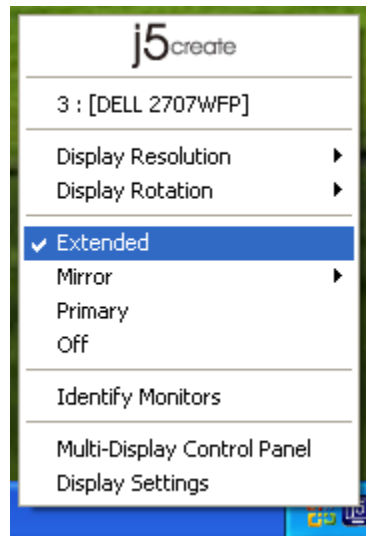 j5create
3 : [DELL 2707WFP]
Display Resolution
Display Rotation
Extended
Mirror
Primary
Off
Identify Monitors
Multi-Display Control Panel
Display Settings